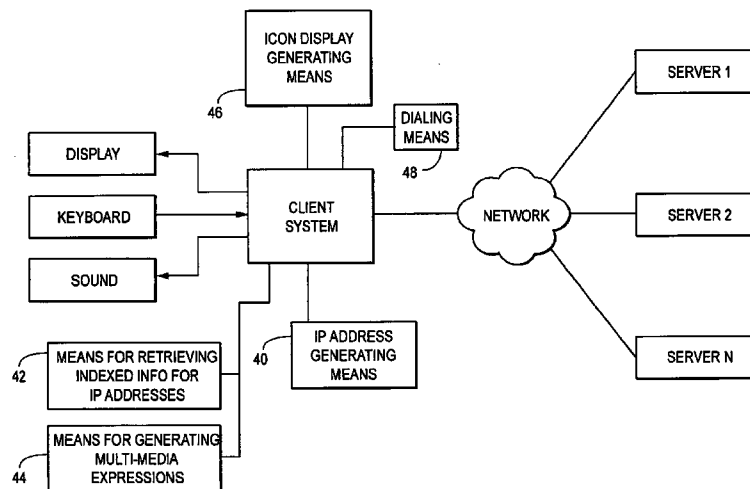 ICON DISPLAY
GENERATING
MEANS
46
SERVER 1
DIALING
MEANS
48
DISPLAY
KEYBOARD
SOUND
CLIENT
SYSTEM
NETWORK
SERVER 2
SERVER N
40
IP ADDRESS
GENERATING
MEANS
42
MEANS FOR RETRIEVING
INDEXED INFO FOR
IP ADDRESSES
44
MEANS FOR GENERATING
MULTI-MEDIA
EXPRESSIONS